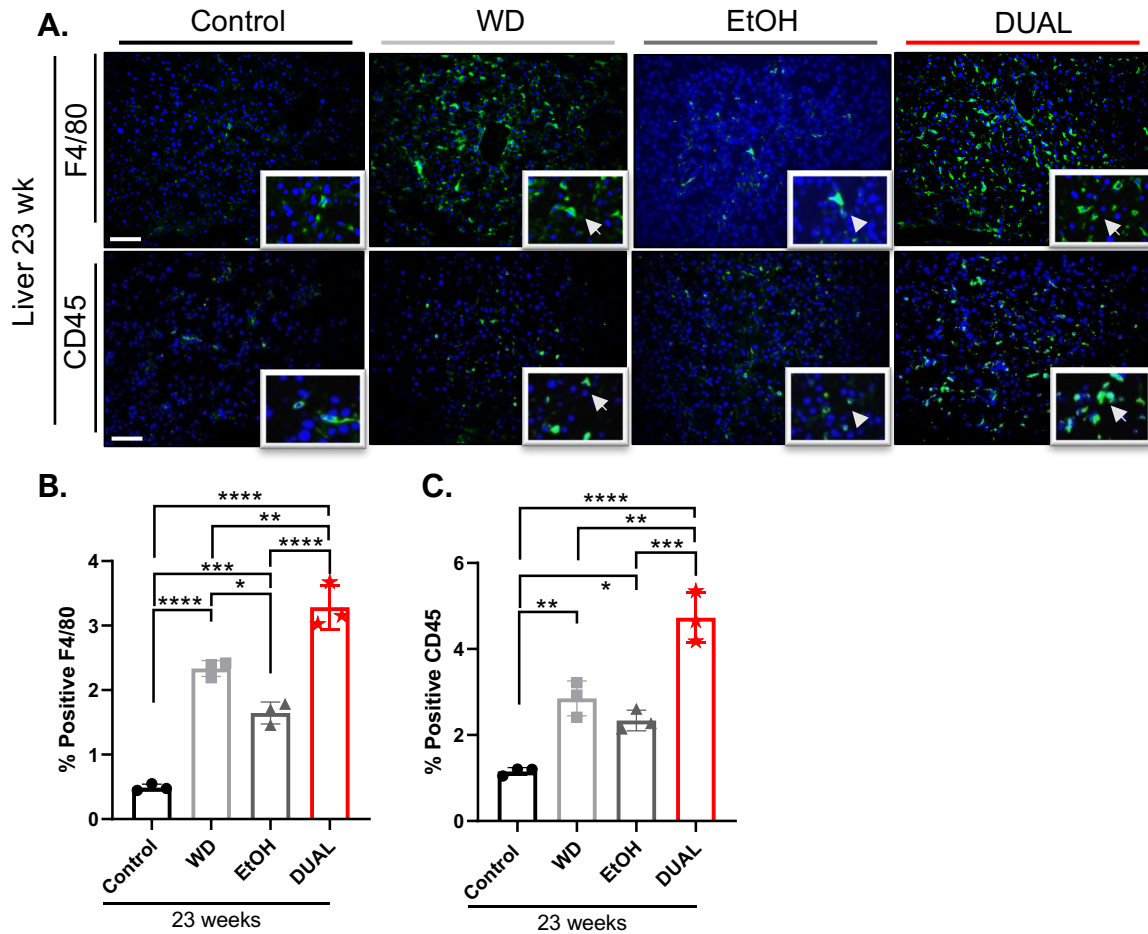 A.
Control
WD
EtOH
DUAL
Liver 23 wk
F4/80
CD45
B.
****
**
****
***
*
****
% Positive F4/80
4
3
2
1
0
Control
WD
EtOH
DUAL
23 weeks
C.
****
**
***
*
**
% Positive CD45
6
4
2
0
Control
WD
EtOH
DUAL
23 weeks